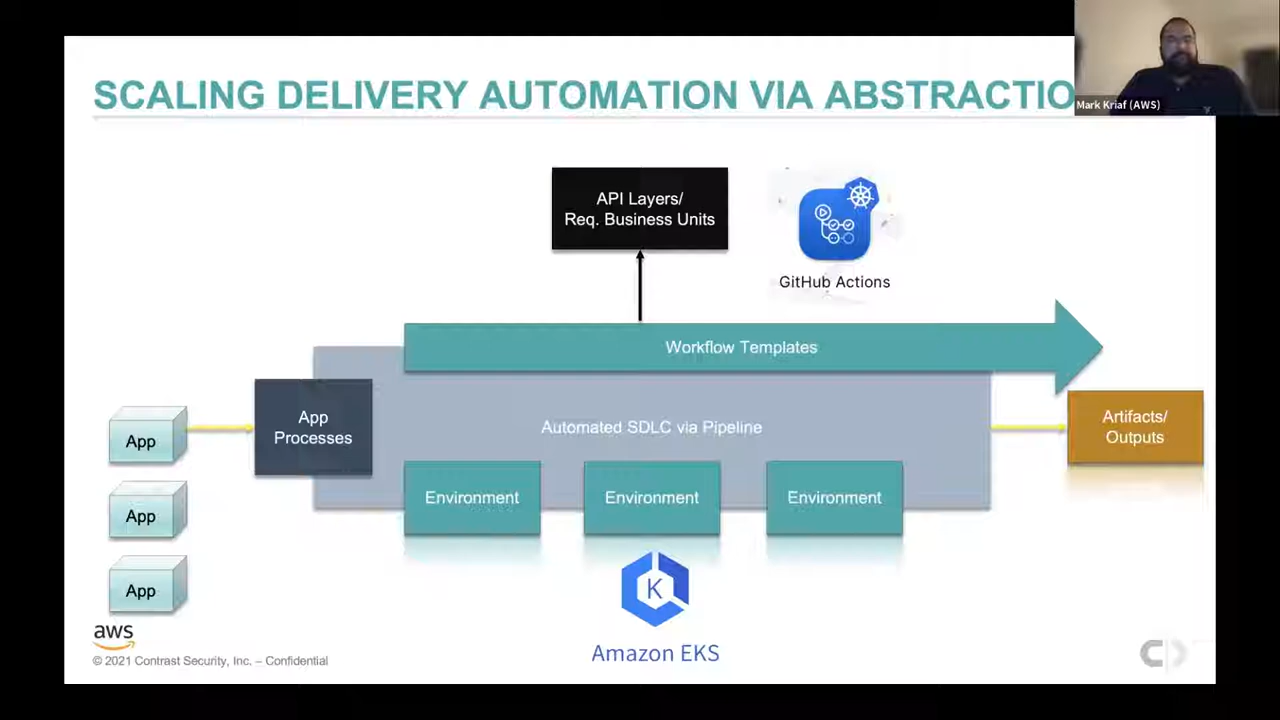 SCALING DELIVERY AUTOMATION VIA ABSTRACTIO
Mark Kriaf (AWS)
API Layers/
Req. Business Units
GitHub Actions
Workflow Templates
App
Processes
Automated SDLC via Pipeline
Artifacts/
Outputs
App
App
App
Environment
Environment
Environment
K
Amazon EKS
aws
© 2021 Contrast Security, Inc. – Confidential